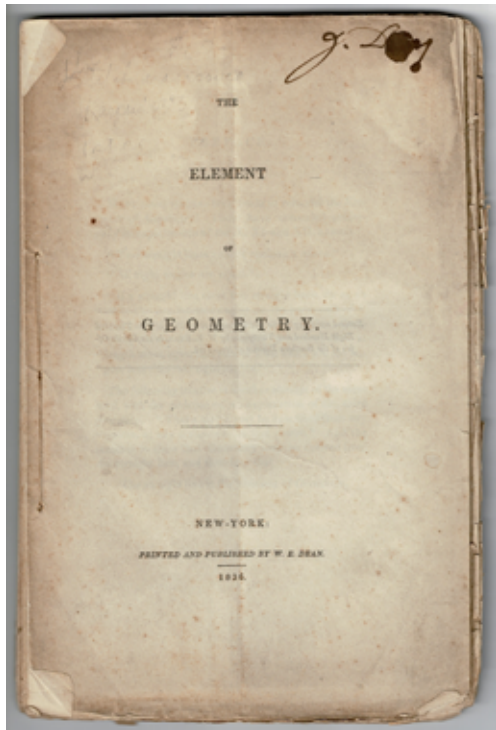 THE
ELEMENT
OF
GEOMETRY.
NEW-YORK:
PRINTED AND PUBLISHED BY W. E. DEAN.
1836.